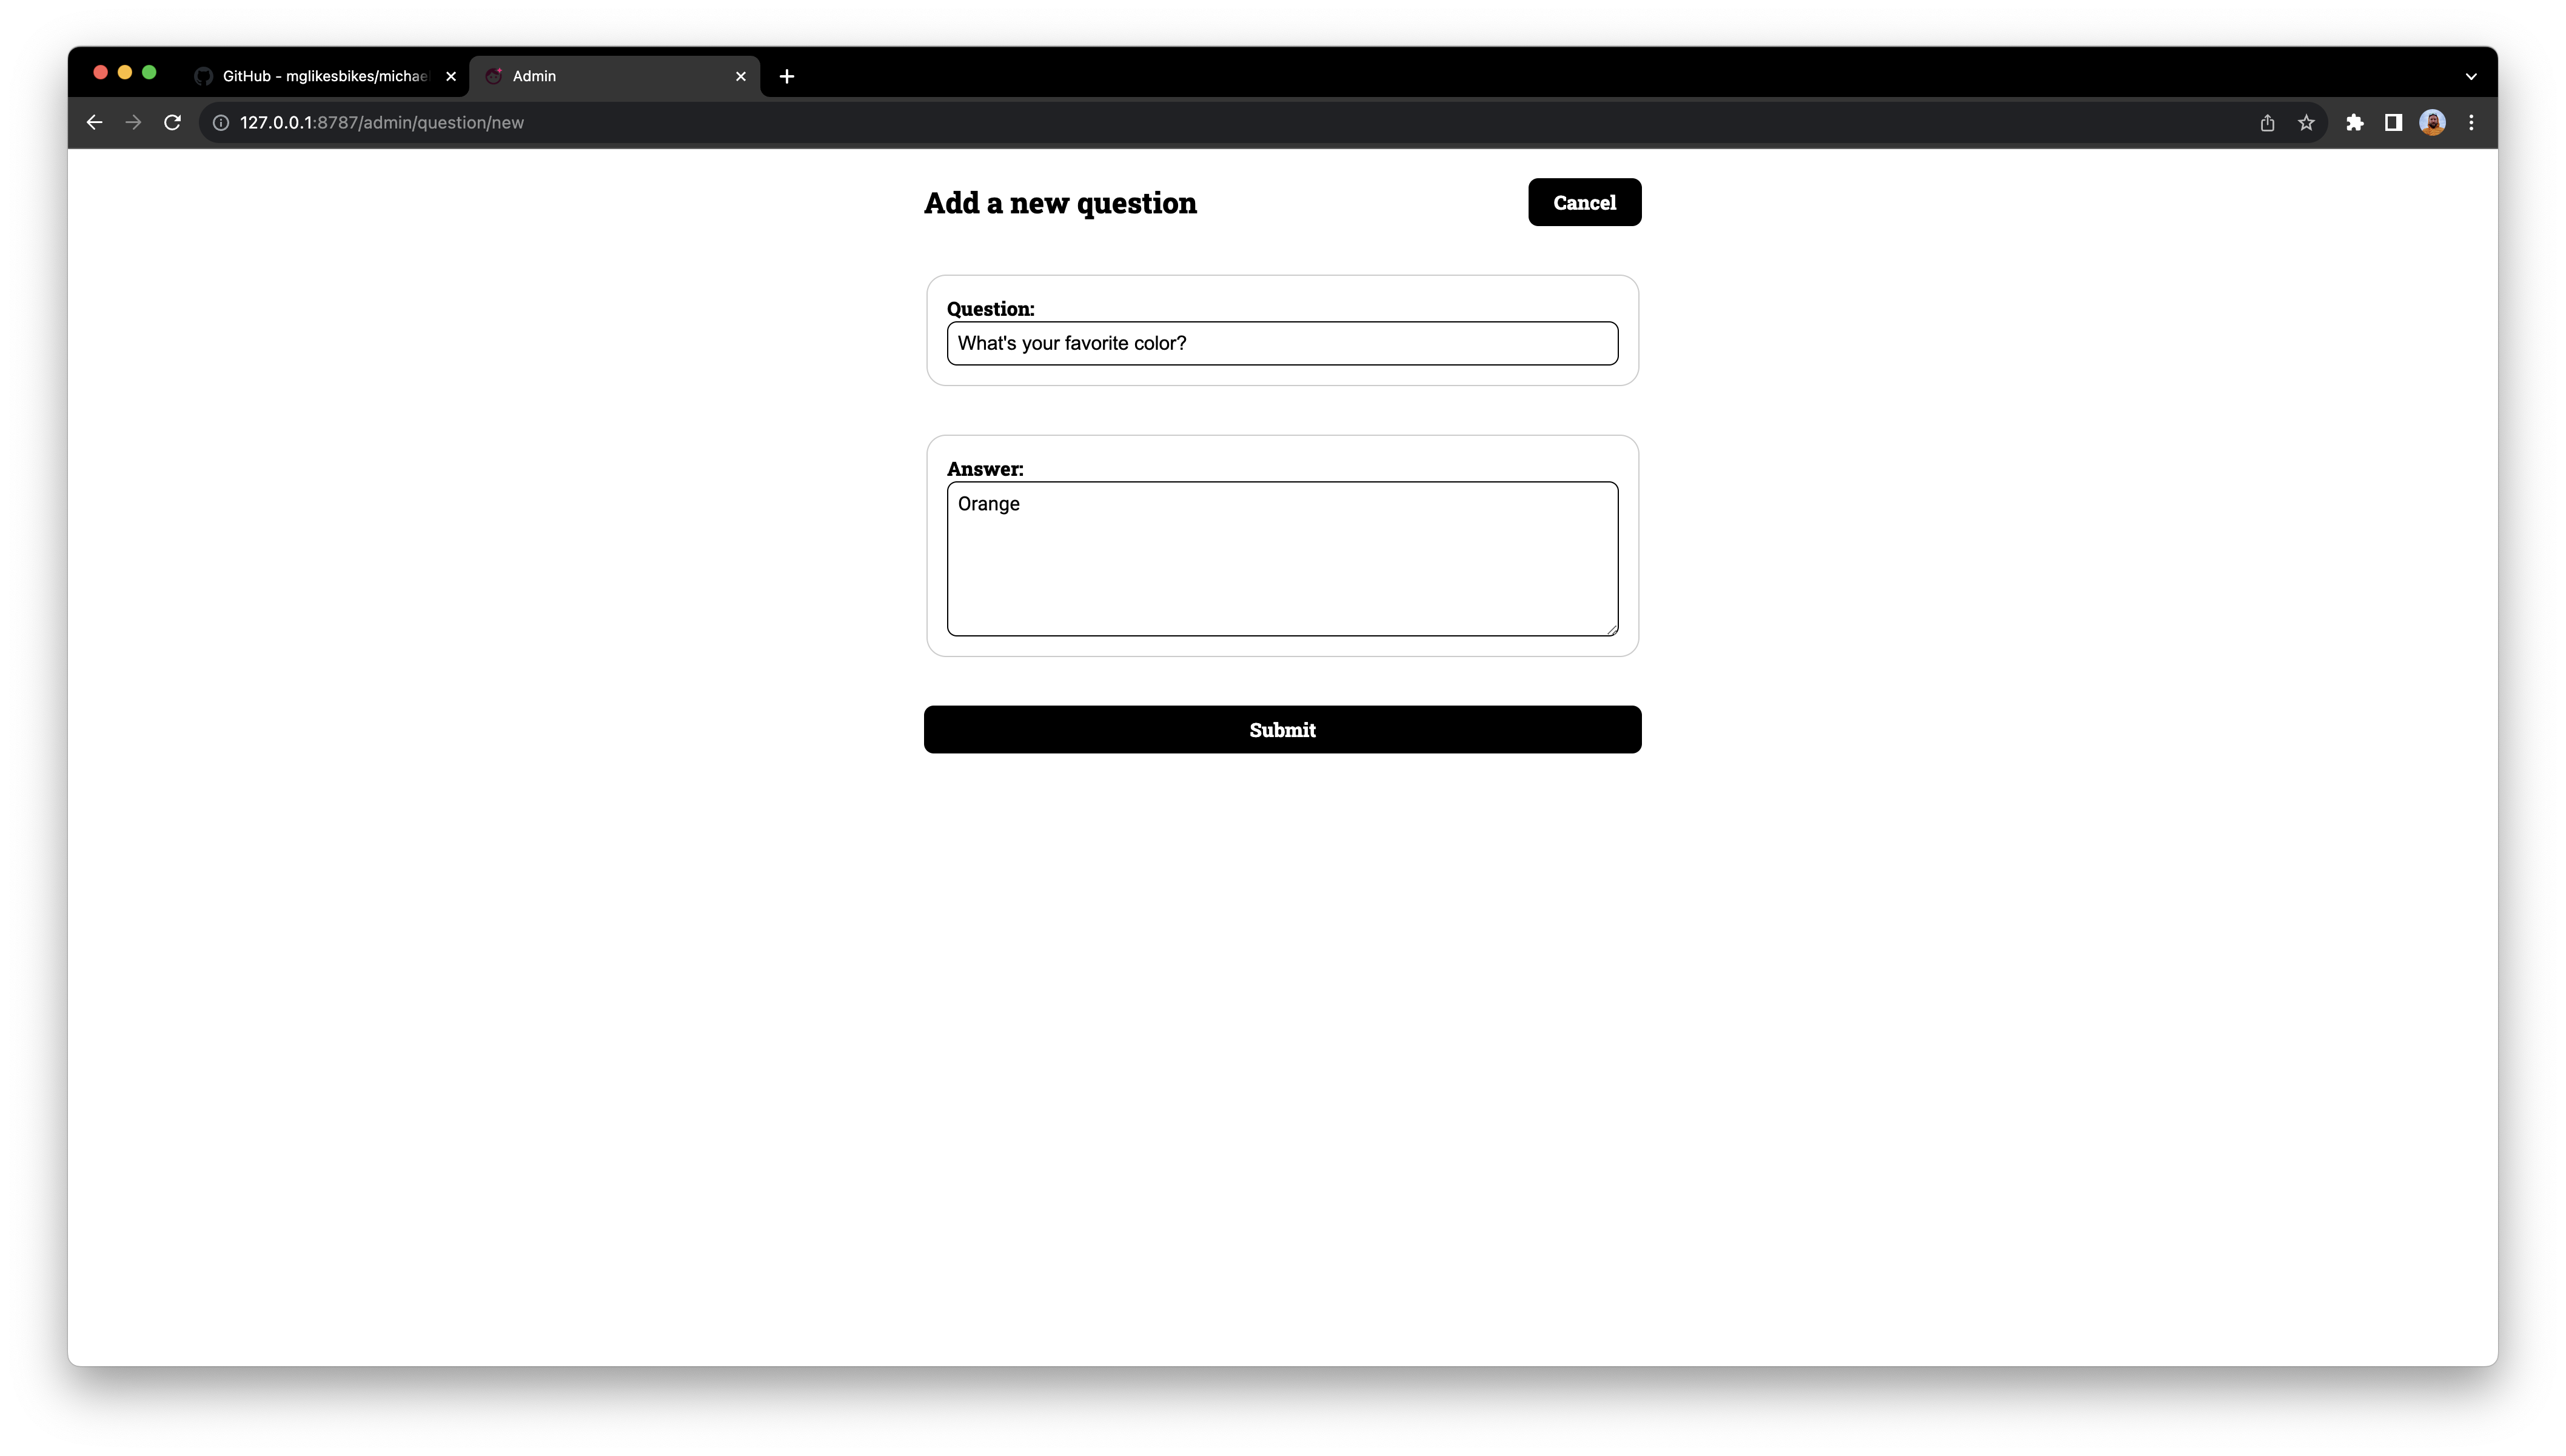 GitHub - mglikesbikes/michae
Admin
127.0.0.1:8787/admin/question/new
Add a new question
Cancel
Question:
What's your favorite color?
Answer:
Orange
Submit